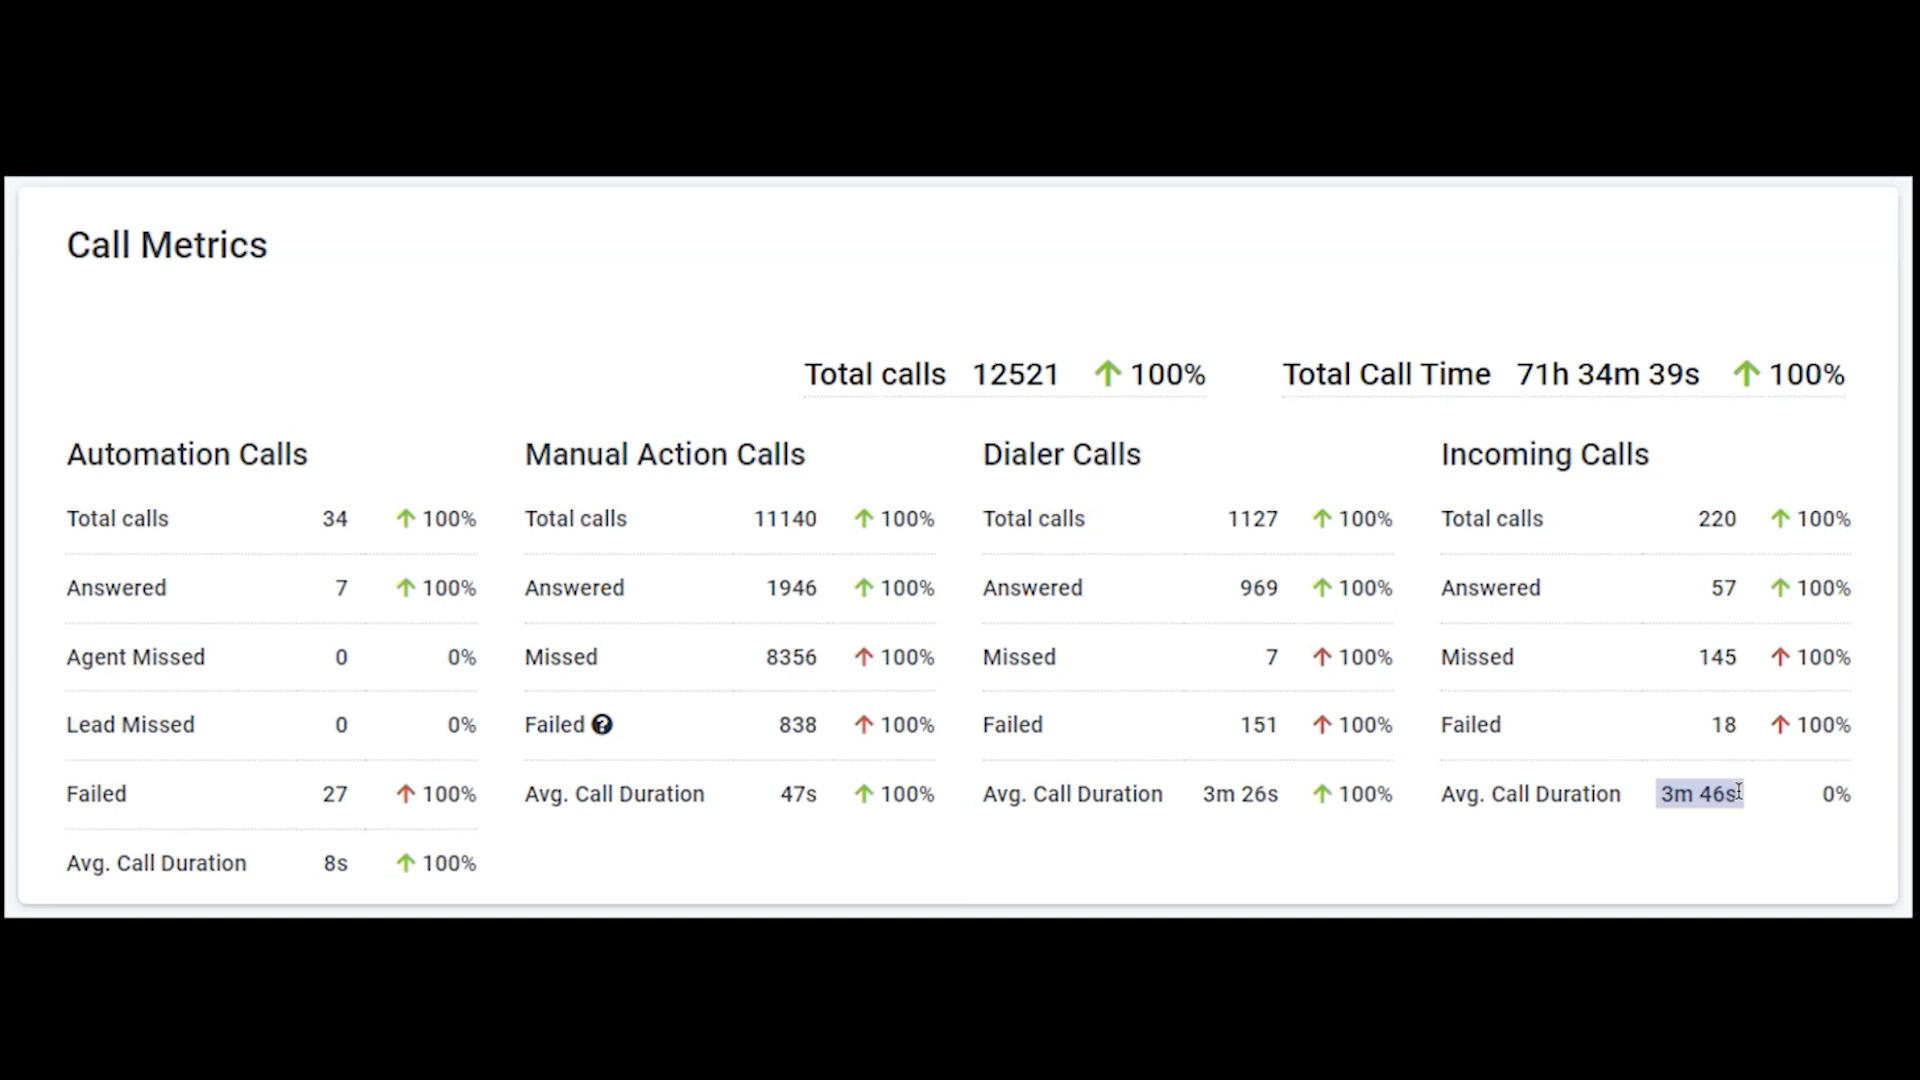 Call Metrics
Total calls 12521 100% Total Call Time 71h 34m 39s 100%
Automation Calls
Total calls 34 100%
Answered 7 100%
Agent Missed 0 0%
Lead Missed 0 0%
Failed 27 100%
Avg. Call Duration 8s 100%
Manual Action Calls
Total calls 11140 100%
Answered 1946 100%
Missed 8356 100%
Failed ? 838 100%
Avg. Call Duration 47s 100%
Dialer Calls
Total calls 1127 100%
Answered 969 100%
Missed 7 100%
Failed 151 100%
Avg. Call Duration 3m 26s 100%
Incoming Calls
Total calls 220 100%
Answered 57 100%
Missed 145 100%
Failed 18 100%
Avg. Call Duration 3m 46s 0%